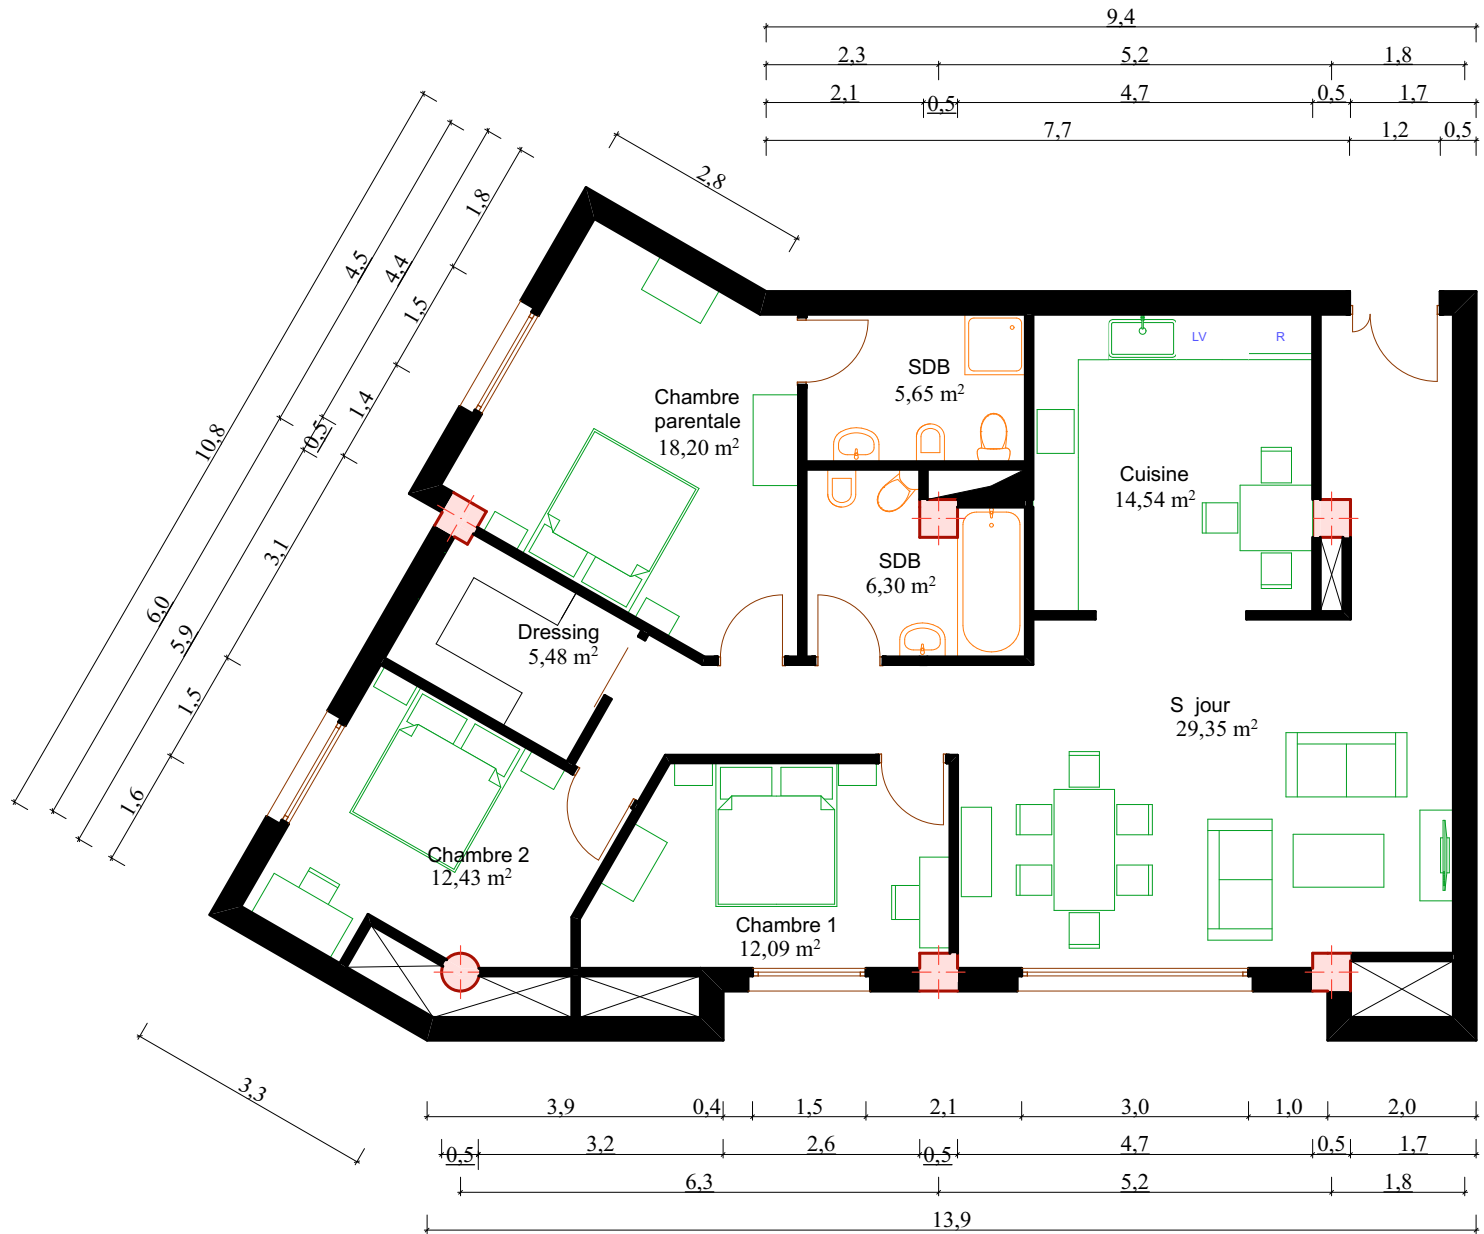 9,4
2,3 5,2 1,8
2,1 0,5 4,7 0,5 1,7
7,7 1,2 0,5
2,8
1,8
4,5
4,4
1,5
1,4
0,5
10,8
3,1
6,0
5,9
1,5
1,6
3,3
LV R
SDB
5,65 m²
Chambre
parentale
18,20 m²
Cuisine
14,54 m²
SDB
6,30 m²
Dressing
5,48 m²
S jour
29,35 m²
Chambre 2
12,43 m²
Chambre 1
12,09 m²
3,9 0,4 1,5 2,1 3,0 1,0 2,0
0,5 3,2 2,6 0,5 4,7 0,5 1,7
6,3 5,2 1,8
13,9